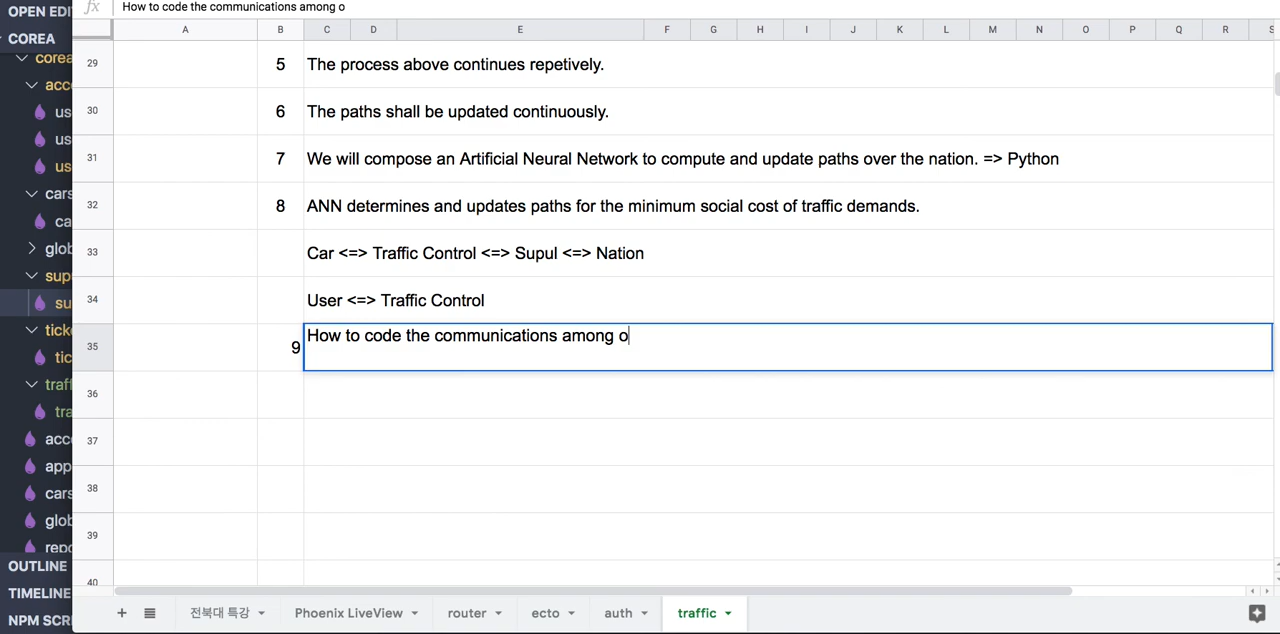 OPEN EDI
COREA
corea
acc
us
us
us
cars
ca
glob
sup
su
ticke
tic
traff
tra
acc
app
cars
glob
repo
OUTLINE
TIMELINE
NPM SCRI
fx How to code the communications among o
A B C D E F G H I J K L M N O P Q R S
29 5 The process above continues repetively.
30 6 The paths shall be updated continuously.
31 7 We will compose an Artificial Neural Network to compute and update paths over the nation. => Python
32 8 ANN determines and updates paths for the minimum social cost of traffic demands.
33 Car <=> Traffic Control <=> Supul <=> Nation
34 User <=> Traffic Control
35 9 How to code the communications among o
36
37
38
39
40
+ 전북대 특강 Phoenix LiveView router ecto auth traffic